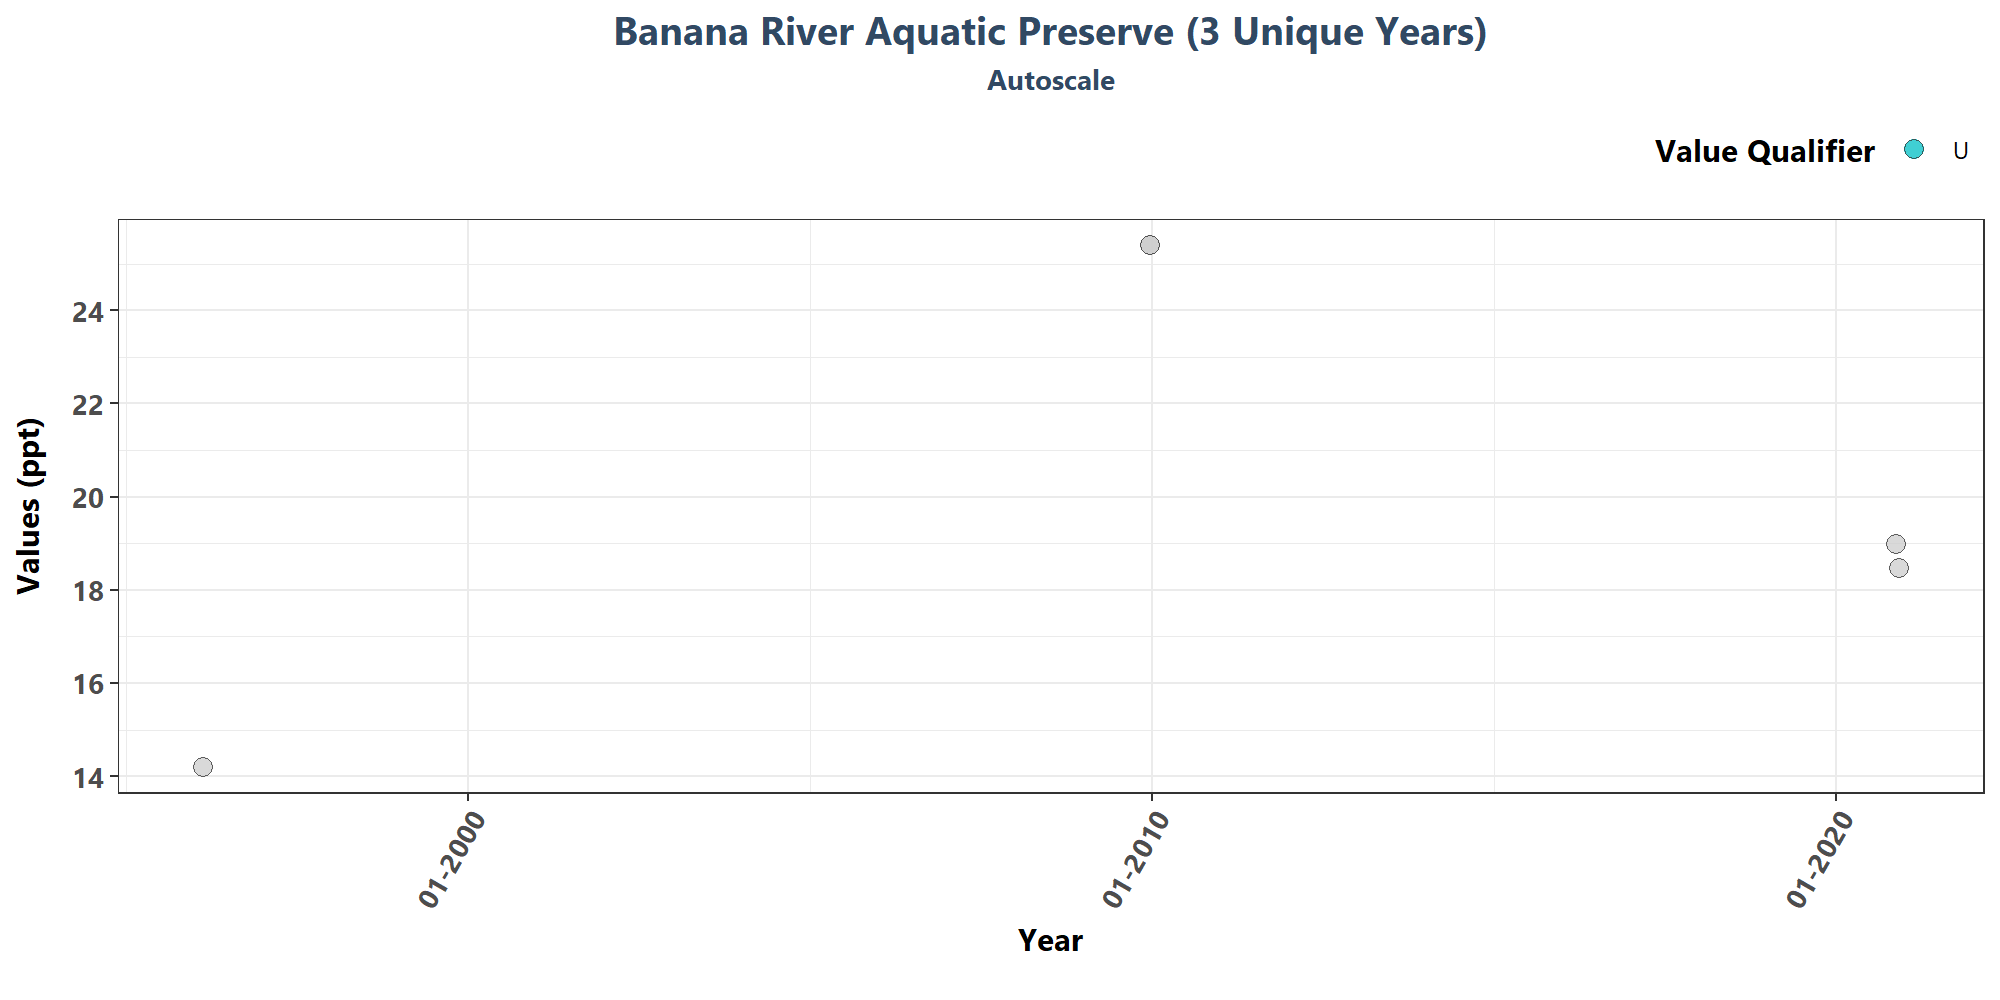 Banana River Aquatic Preserve (3 Unique Years)
Autoscale
Value Qualifier U
Values (ppt)
24
22
20
18
16
14
01-2000
01-2010
01-2020
Year